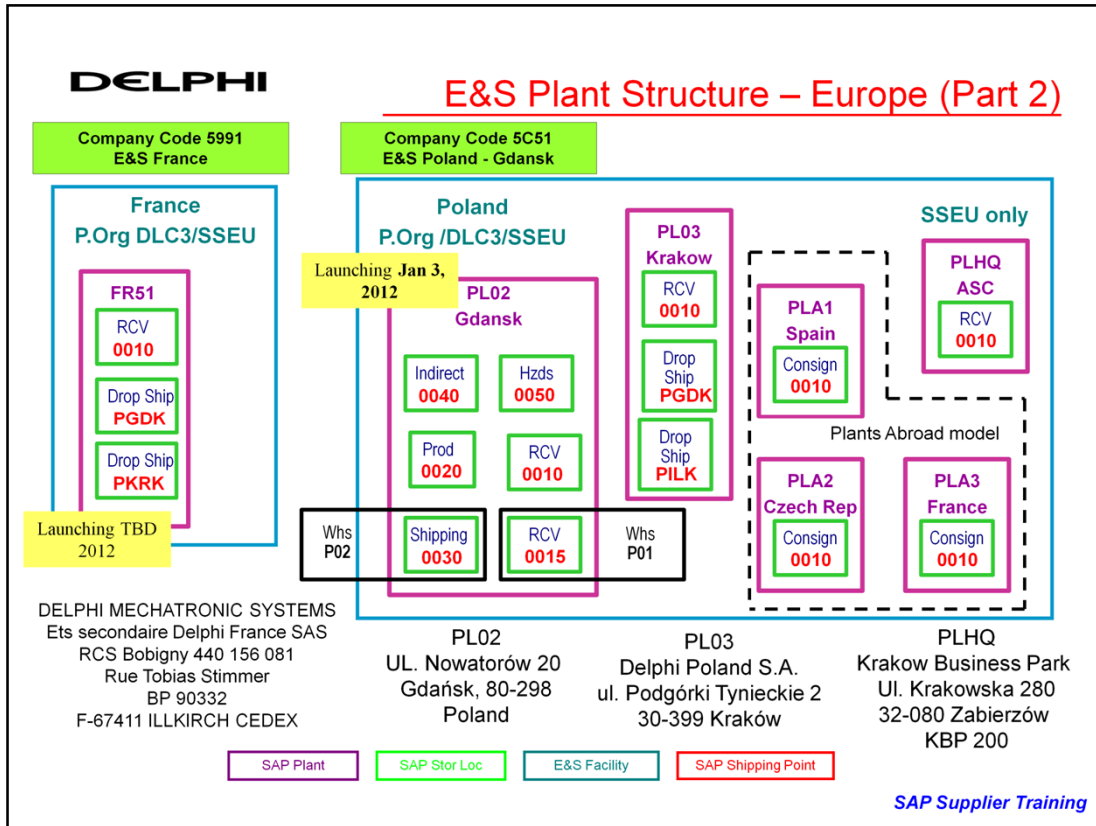 DELPHI
E&S Plant Structure – Europe (Part 2)
Company Code 5991
E&S France
Company Code 5C51
E&S Poland - Gdansk
France
P.Org DLC3/SSEU
FR51
RCV
0010
Drop Ship
PGDK
Drop Ship
PKRK
Launching TBD
2012
Poland
P.Org /DLC3/SSEU
Launching Jan 3,
2012
PL02
Gdansk
Indirect
0040
Hzds
0050
Prod
0020
RCV
0010
Whs
P02
Shipping
0030
RCV
0015
Whs
P01
PL03
Krakow
RCV
0010
Drop
Ship
PGDK
Drop
Ship
PILK
SSEU only
PLHQ
ASC
RCV
0010
PLA1
Spain
Consign
0010
Plants Abroad model
PLA2
Czech Rep
Consign
0010
PLA3
France
Consign
0010
DELPHI MECHATRONIC SYSTEMS
Ets secondaire Delphi France SAS
RCS Bobigny 440 156 081
Rue Tobias Stimmer
BP 90332
F-67411 ILLKIRCH CEDEX
PL02
UL. Nowatorów 20
Gdańsk, 80-298
Poland
PL03
Delphi Poland S.A.
ul. Podgórki Tynieckie 2
30-399 Kraków
PLHQ
Krakow Business Park
Ul. Krakowska 280
32-080 Zabierzów
KBP 200
SAP Plant
SAP Stor Loc
E&S Facility
SAP Shipping Point
SAP Supplier Training